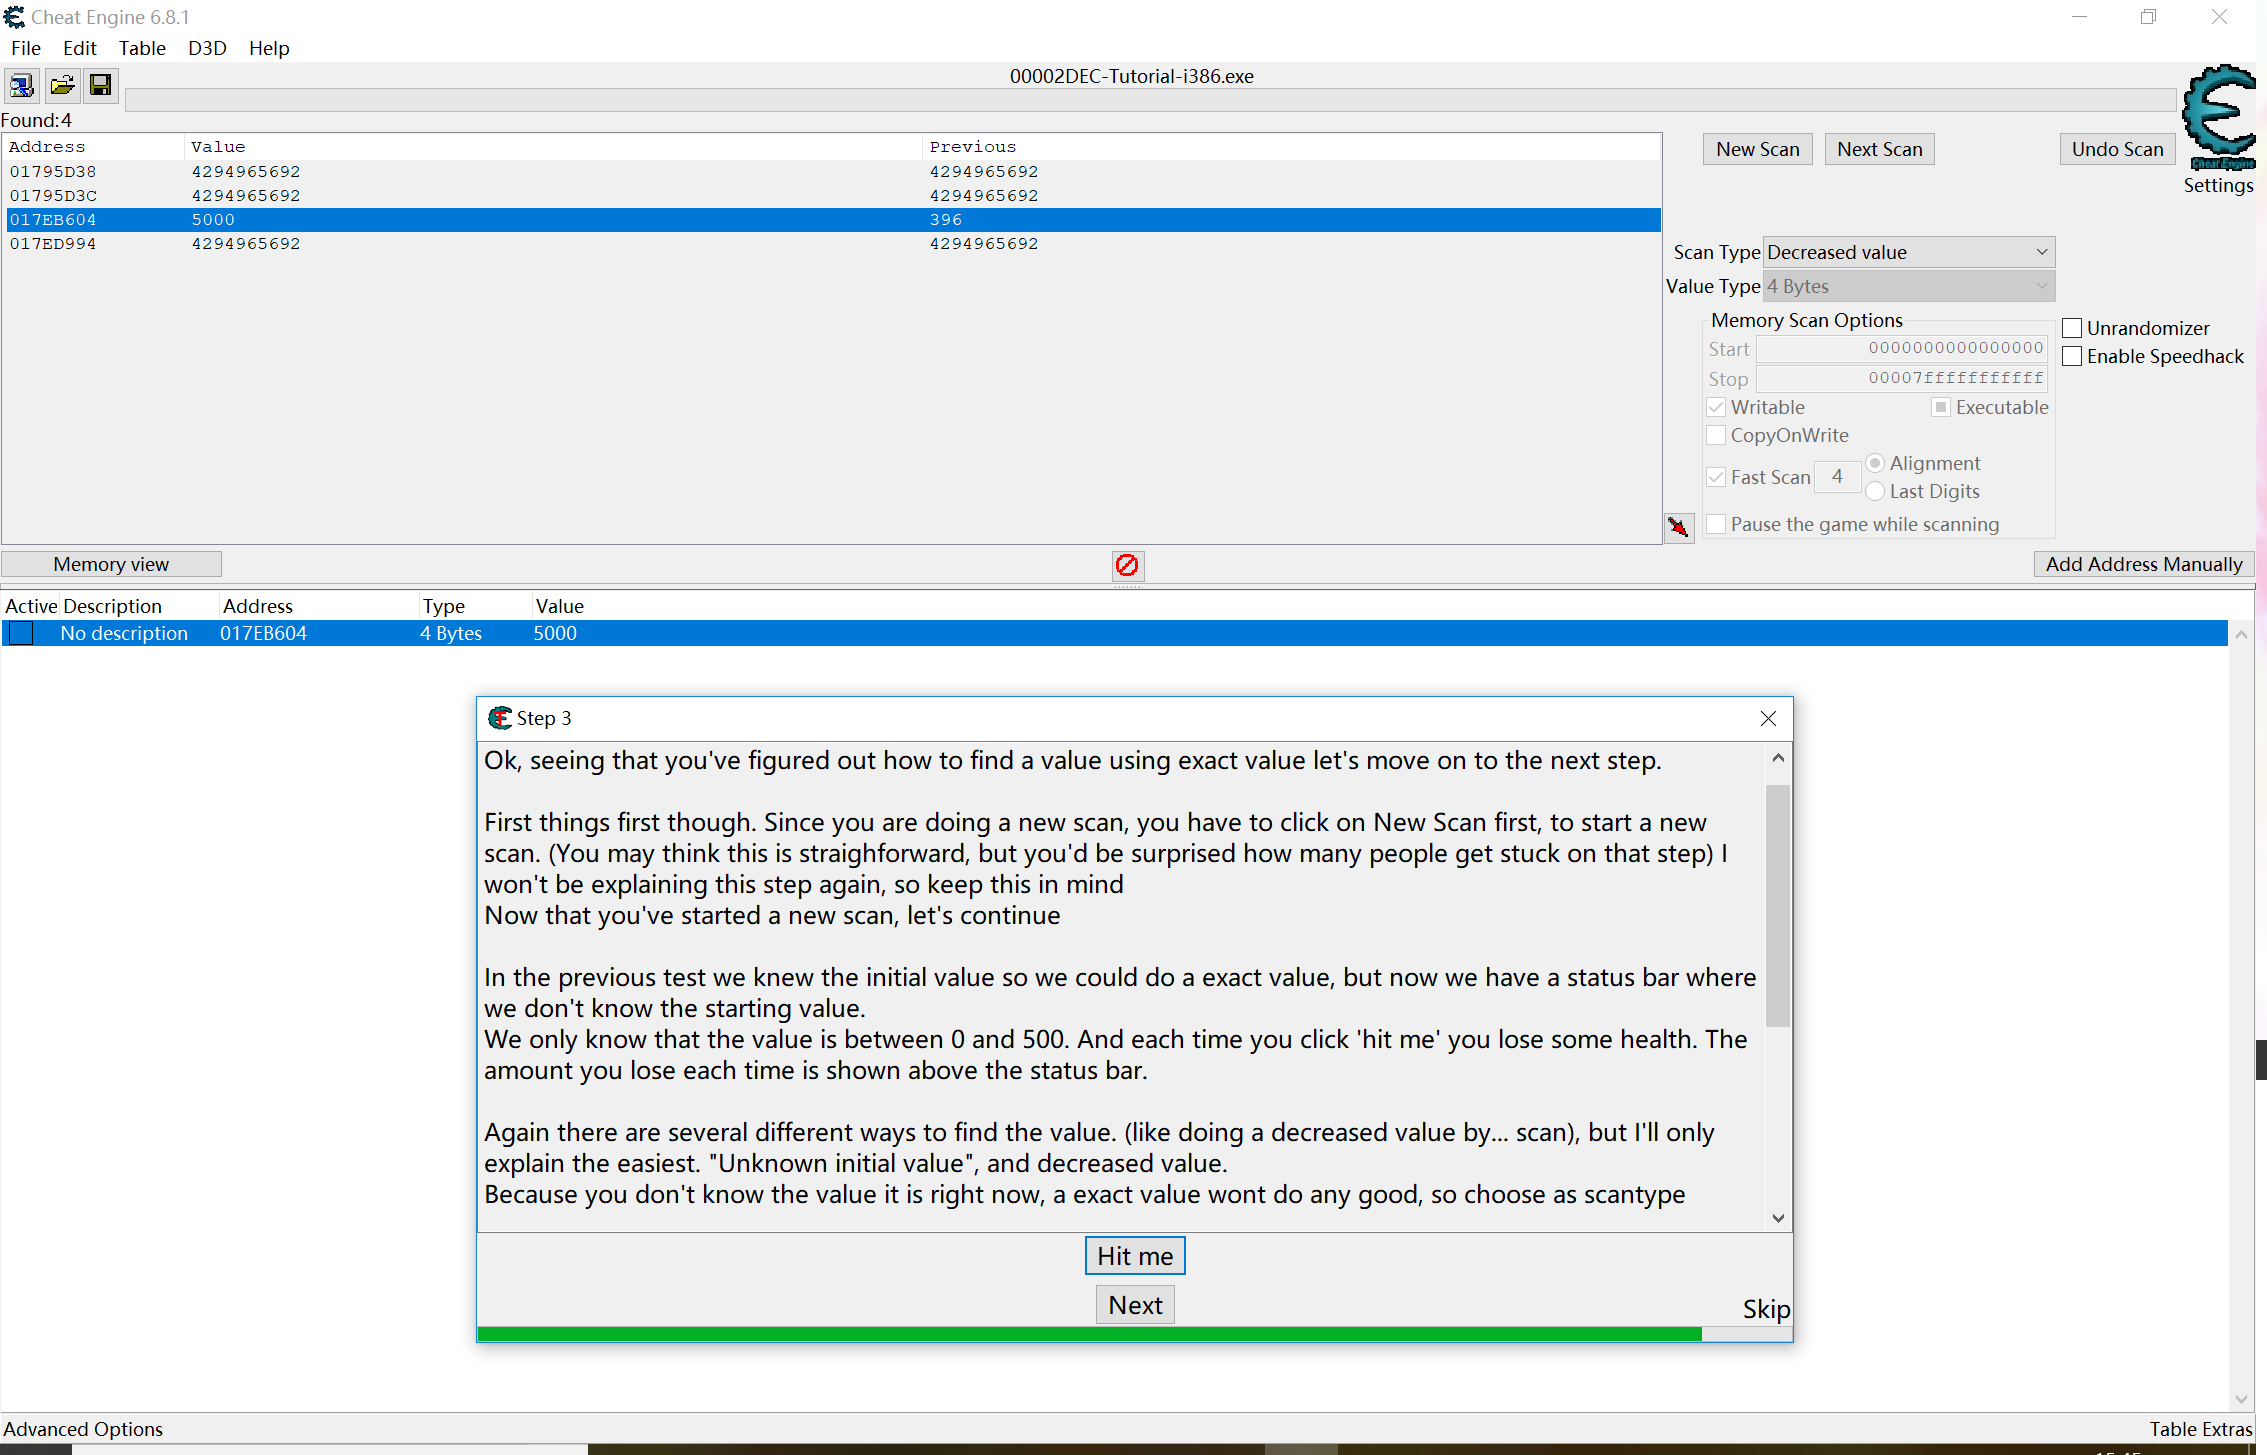 Cheat Engine 6.8.1
File Edit Table D3D Help
00002DEC-Tutorial-i386.exe
Found:4
Address Value Previous
01795D38 4294965692 4294965692
01795D3C 4294965692 4294965692
017EB604 5000 396
017ED994 4294965692 4294965692
New Scan Next Scan Undo Scan
Cheat Engine
Settings
Scan Type Decreased value
Value Type 4 Bytes
Memory Scan Options
Start 0000000000000000
Stop 00007fffffffffff
Writable Executable
CopyOnWrite
Fast Scan 4 Alignment
Last Digits
Pause the game while scanning
Unrandomizer
Enable Speedhack
Memory view Add Address Manually
Active Description Address Type Value
No description 017EB604 4 Bytes 5000
Step 3
Ok, seeing that you've figured out how to find a value using exact value let's move on to the next step.
First things first though. Since you are doing a new scan, you have to click on New Scan first, to start a new
scan. (You may think this is straighforward, but you'd be surprised how many people get stuck on that step) I
won't be explaining this step again, so keep this in mind
Now that you've started a new scan, let's continue
In the previous test we knew the initial value so we could do a exact value, but now we have a status bar where
we don't know the starting value.
We only know that the value is between 0 and 500. And each time you click 'hit me' you lose some health. The
amount you lose each time is shown above the status bar.
Again there are several different ways to find the value. (like doing a decreased value by... scan), but I'll only
explain the easiest. "Unknown initial value", and decreased value.
Because you don't know the value it is right now, a exact value wont do any good, so choose as scantype
Hit me
Next
Skip
Advanced Options Table Extras